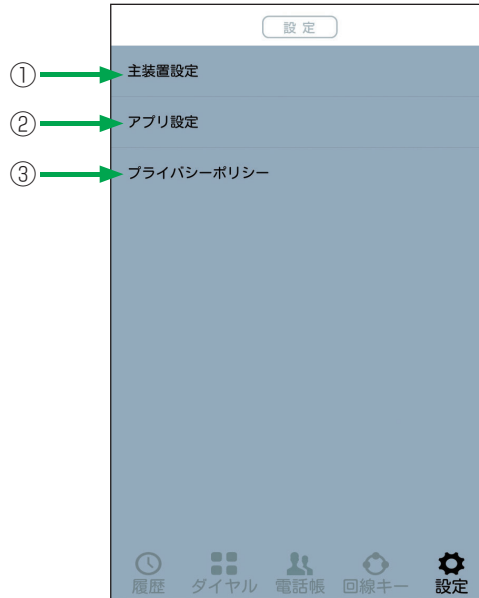 設定
① 主装置設定
② アプリ設定
③ プライバシーポリシー
履歴 ダイヤル 電話帳 回線キー 設定